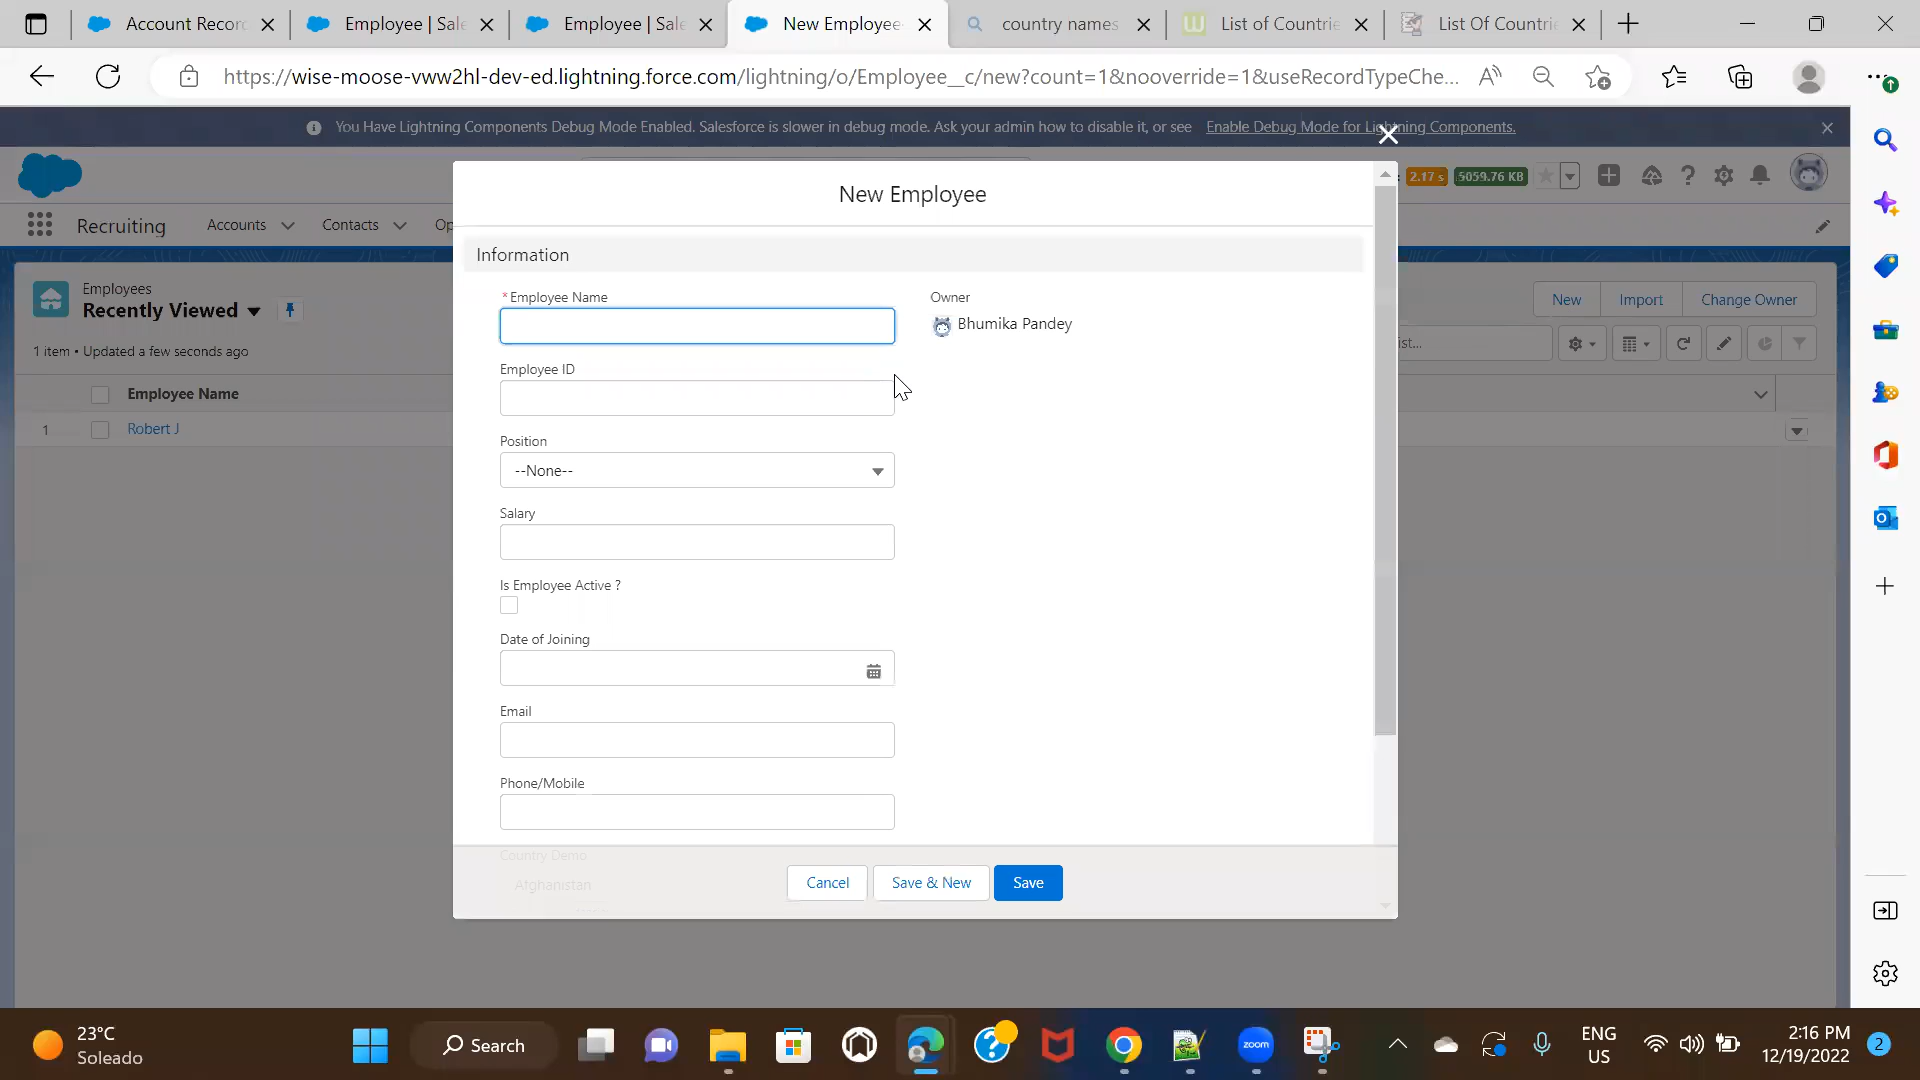 Account Recor
Employee | Sale
Employee | Sale
New Employee
country names
List of Countrie
List Of Countri
https://wise-moose-vww2hl-dev-ed.lightning.force.com/lightning/o/Employee__c/new?count=1&nooverride=1&useRecordTypeChe...
You Have Lightning Components Debug Mode Enabled. Salesforce is slower in debug mode. Ask your admin how to disable it, or see Enable Debug Mode for Lightning Components.
2.17 s
5059.76 KB
Recruiting
Accounts
Contacts
Op
New Employee
Information
Employees
Recently Viewed
1 item • Updated a few seconds ago
New
Import
Change Owner
ist...
Employee Name
1
Robert J
* Employee Name
Owner
Bhumika Pandey
Employee ID
Position
--None--
Salary
Is Employee Active ?
Date of Joining
Email
Phone/Mobile
Country Demo
Afghanistan
Cancel
Save & New
Save
23°C
Soleado
Search
zoom
ENG
US
2:16 PM
12/19/2022
2